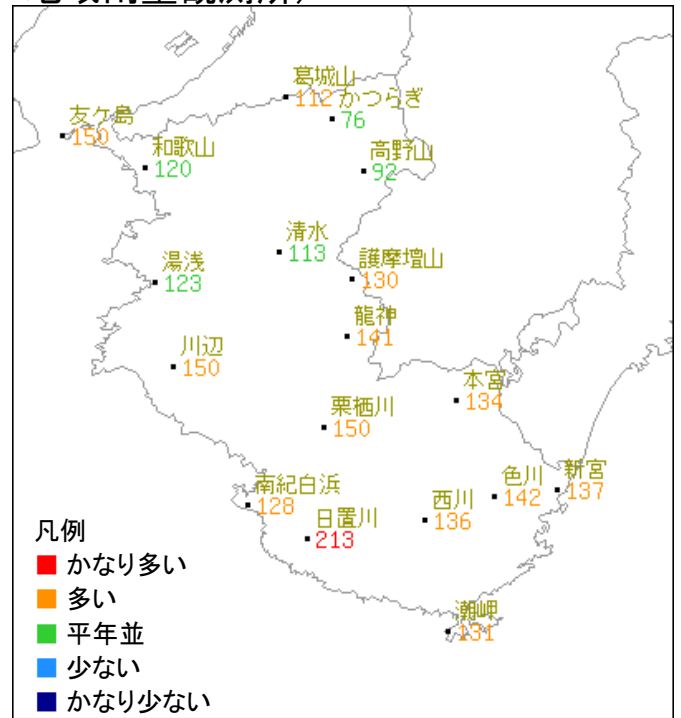 葛城山
112
かつらぎ
76
友ケ島
150
和歌山
120
高野山
92
清水
113
護摩壇山
130
湯浅
123
龍神
141
川辺
150
本宮
134
栗栖川
150
新宮
137
色川
142
南紀白浜
128
西川
136
日置川
213
潮岬
131
凡例
かなり多い
多い
平年並
少ない
かなり少ない